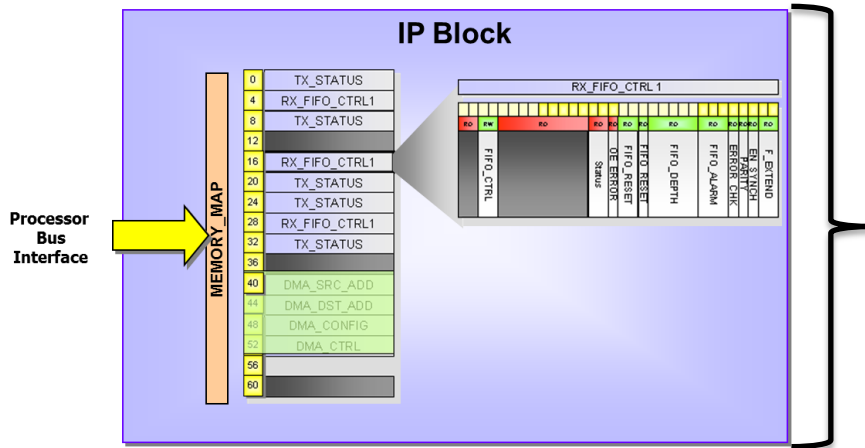 IP Block
Processor
Bus
Interface
MEMORY_MAP
0 TX_STATUS
4 RX_FIFO_CTRL1
8 TX_STATUS
12
16 RX_FIFO_CTRL1
20 TX_STATUS
24 TX_STATUS
28 RX_FIFO_CTRL1
32 TX_STATUS
36
40 DMA_SRC_ADD
44 DMA_DST_ADD
48 DMA_CONFIG
52 DMA_CTRL
56
60
RX_FIFO_CTRL 1
RO RW RO RO RO RO RO RO RO RO RO RO RO
FIFO_CTRL
Status
OE_ERROR
FIFO_RESET
FIFO_RESET
FIFO_DEPTH
FIFO_ALARM
ERROR_CHK
PARITY
EN_SYNCH
F_EXTEND